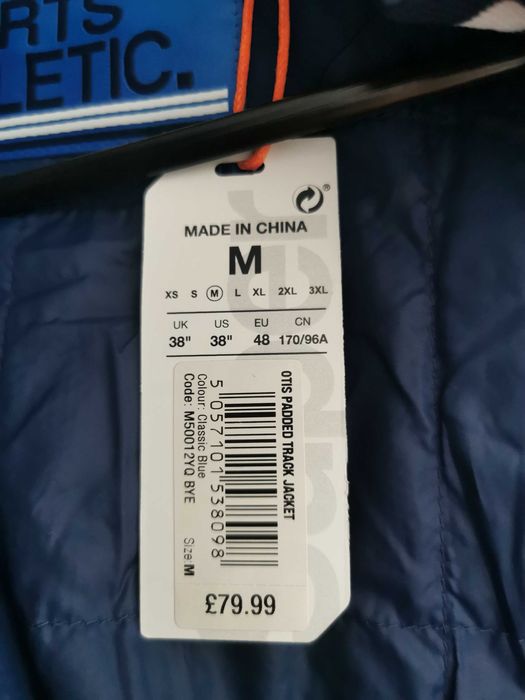 RTS
LETIC.
®
MADE IN CHINA
M
XS S M L XL 2XL 3XL
UK US EU CN
38" 38" 48 170/96A
OTIS PADDED TRACK JACKET
5 057101 538098
Colour: Classic Blue
Code: M50012YQ BYE Size: M
£79.99